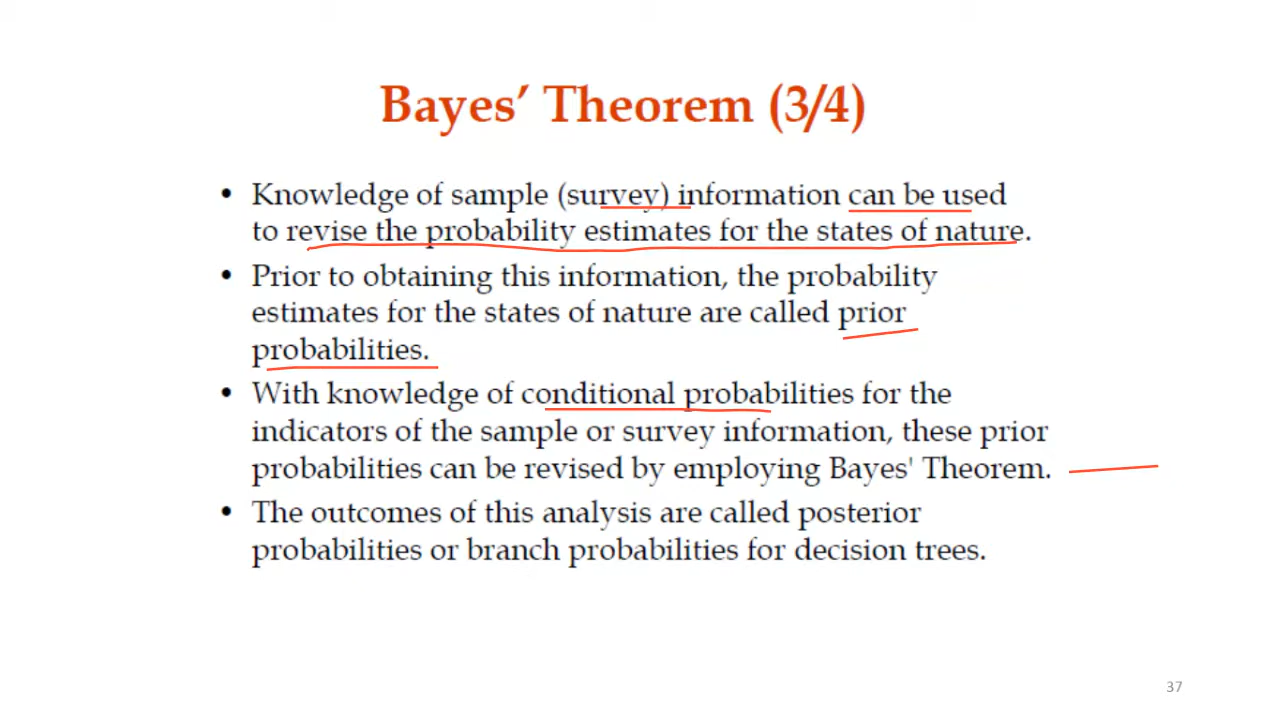 Bayes’ Theorem (3/4)
• Knowledge of sample (survey) information can be used
to revise the probability estimates for the states of nature.
• Prior to obtaining this information, the probability
estimates for the states of nature are called prior
probabilities.
• With knowledge of conditional probabilities for the
indicators of the sample or survey information, these prior
probabilities can be revised by employing Bayes' Theorem.
• The outcomes of this analysis are called posterior
probabilities or branch probabilities for decision trees.
37